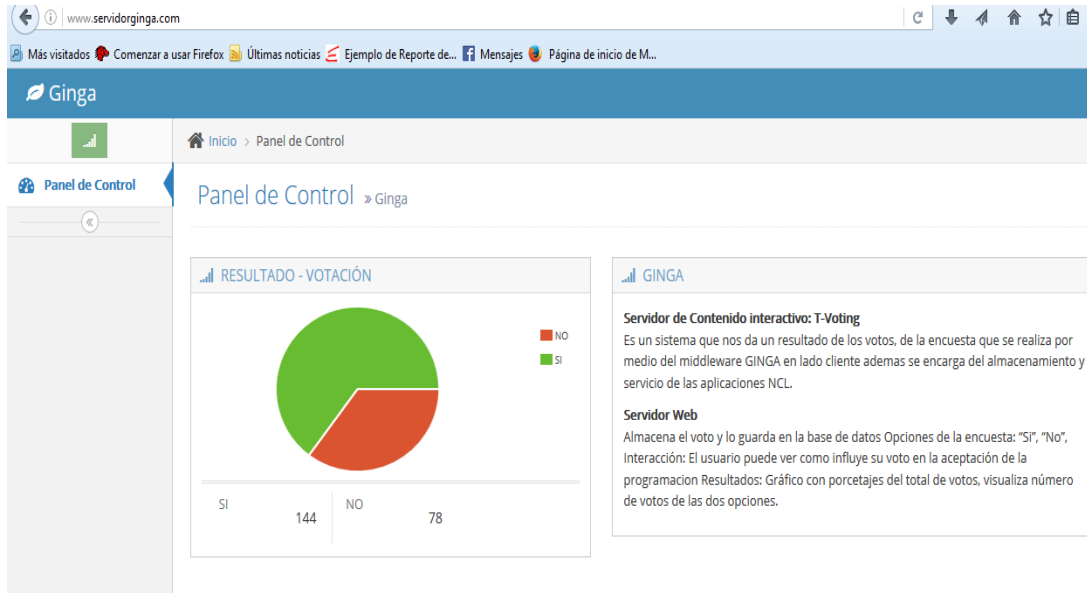 www.servidorginga.com
Más visitados Comenzar a usar Firefox Últimas noticias Ejemplo de Reporte de... Mensajes Página de inicio de M...
Ginga
Inicio > Panel de Control
Panel de Control
Panel de Control » Ginga
RESULTADO - VOTACIÓN
NO
SI
SI 144 NO 78
GINGA
Servidor de Contenido interactivo: T-Voting
Es un sistema que nos da un resultado de los votos, de la encuesta que se realiza por
medio del middleware GINGA en lado cliente ademas se encarga del almacenamiento y
servicio de las aplicaciones NCL.
Servidor Web
Almacena el voto y lo guarda en la base de datos Opciones de la encuesta: “Si”, “No”,
Interacción: El usuario puede ver como influye su voto en la aceptación de la
programacion Resultados: Gráfico con porcetajes del total de votos, visualiza número
de votos de las dos opciones.